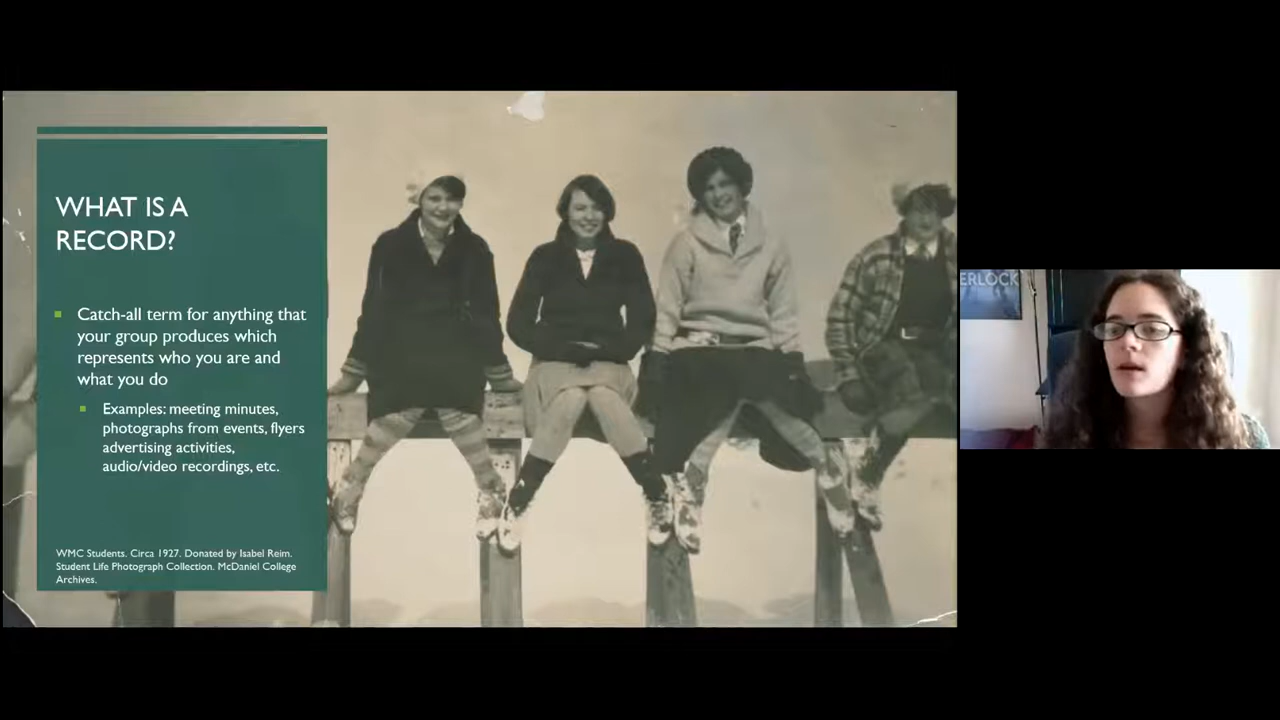 WHAT IS A
RECORD?
Catch-all term for anything that
your group produces which
represents who you are and
what you do
Examples: meeting minutes,
photographs from events, flyers
advertising activities,
audio/video recordings, etc.
WMC Students. Circa 1927. Donated by Isabel Reim.
Student Life Photograph Collection. McDaniel College
Archives.
ERLOCK